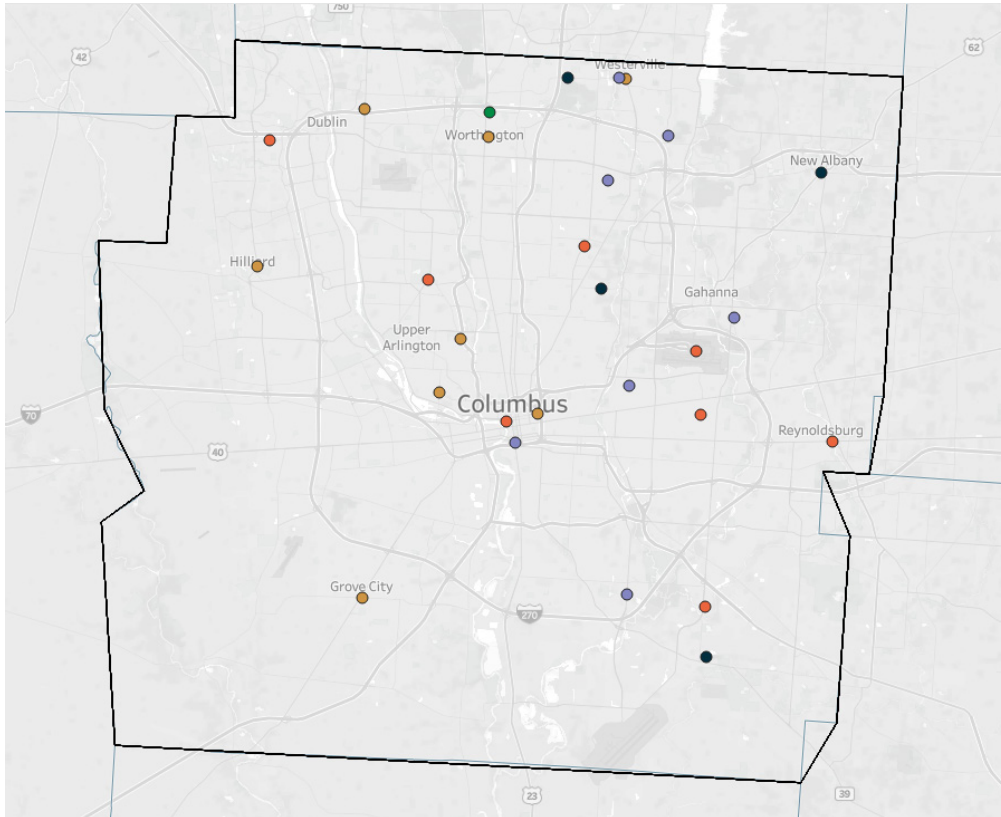 750
42
62
Westerville
Dublin
Worthington
New Albany
Hilliard
Gahanna
Upper
Arlington
Columbus
70
Reynoldsburg
40
Grove City
270
23
39